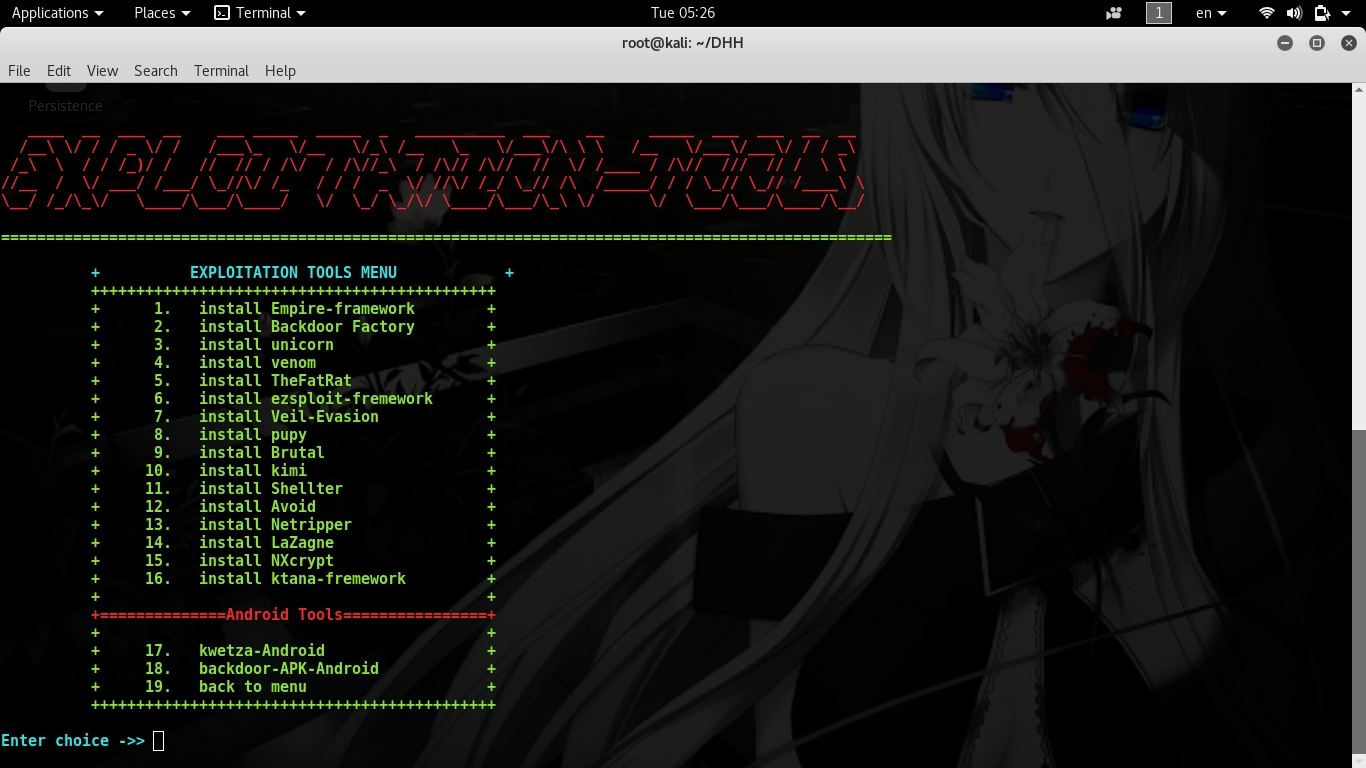 Applications Places Terminal Tue 05:26 1 en
root@kali: ~/DHH
File Edit View Search Terminal Help
Persistence
EXPLOITATION-TOOLS
===================================================================================================
+ EXPLOITATION TOOLS MENU +
+++++++++++++++++++++++++++++++++++++++++++++
+ 1. install Empire-framework +
+ 2. install Backdoor Factory +
+ 3. install unicorn +
+ 4. install venom +
+ 5. install TheFatRat +
+ 6. install ezsploit-fremework +
+ 7. install Veil-Evasion +
+ 8. install pupy +
+ 9. install Brutal +
+ 10. install kimi +
+ 11. install Shellter +
+ 12. install Avoid +
+ 13. install Netripper +
+ 14. install LaZagne +
+ 15. install NXcrypt +
+ 16. install ktana-fremework +
+ +
+==============Android Tools================+
+ +
+ 17. kwetza-Android +
+ 18. backdoor-APK-Android +
+ 19. back to menu +
+++++++++++++++++++++++++++++++++++++++++++++
Enter choice ->>